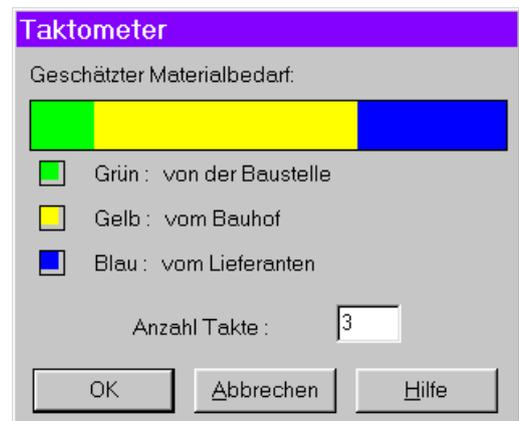 Taktometer
Geschätzter Materialbedarf:
Grün : von der Baustelle
Gelb : vom Bauhof
Blau : vom Lieferanten
Anzahl Takte : 3
OK Abbrechen Hilfe